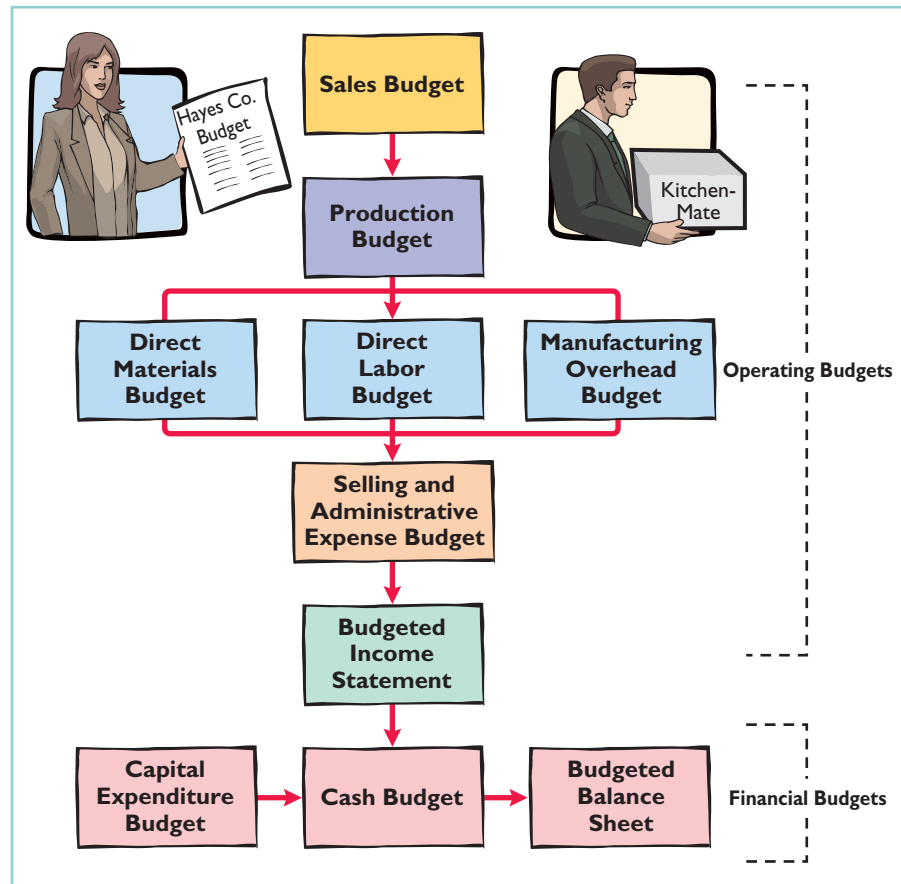 Hayes Co.
Budget
Sales Budget
Kitchen-
Mate
Production
Budget
Direct
Materials
Budget
Direct
Labor
Budget
Manufacturing
Overhead
Budget
Operating Budgets
Selling and
Administrative
Expense Budget
Budgeted
Income
Statement
Capital
Expenditure
Budget
Cash Budget
Budgeted
Balance
Sheet
Financial Budgets